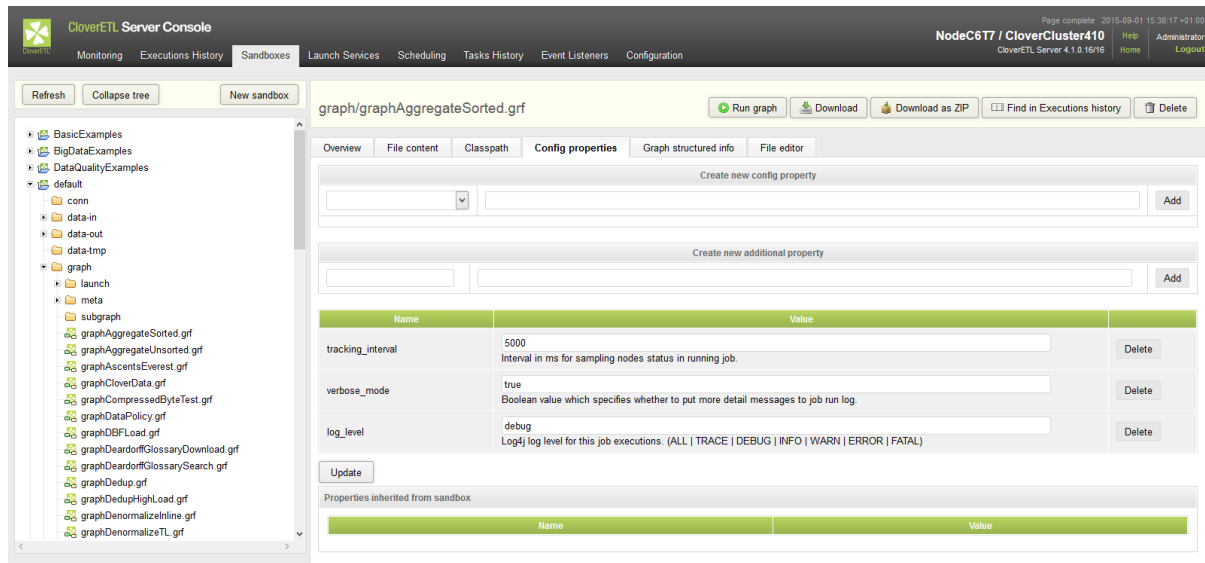 Page complete 2015-09-01 15:38:17 +01:00
CloverETL Server Console
CloverETL
NodeC6T7 / CloverCluster410 Help Administrator
CloverETL Server 4.1.0.16/16 Home Logout
Monitoring Executions History Sandboxes Launch Services Scheduling Tasks History Event Listeners Configuration
Refresh Collapse tree New sandbox
BasicExamples
BigDataExamples
DataQualityExamples
default
conn
data-in
data-out
data-tmp
graph
launch
meta
subgraph
graphAggregateSorted.grf
graphAggregateUnsorted.grf
graphAscentsEverest.grf
graphCloverData.grf
graphCompressedByteTest.grf
graphDataPolicy.grf
graphDBFLoad.grf
graphDeardorffGlossaryDownload.grf
graphDeardorffGlossarySearch.grf
graphDedup.grf
graphDedupHighLoad.grf
graphDenormalizeInline.grf
graphDenormalizeTL.grf
graph/graphAggregateSorted.grf
Run graph Download Download as ZIP Find in Executions history Delete
Overview File content Classpath Config properties Graph structured info File editor
Create new config property
Add
Create new additional property
Add
Name Value
tracking_interval 5000 Delete
Interval in ms for sampling nodes status in running job.
verbose_mode true Delete
Boolean value which specifies whether to put more detail messages to job run log.
log_level debug Delete
Log4j log level for this job executions. (ALL | TRACE | DEBUG | INFO | WARN | ERROR | FATAL)
Update
Properties inherited from sandbox
Name Value